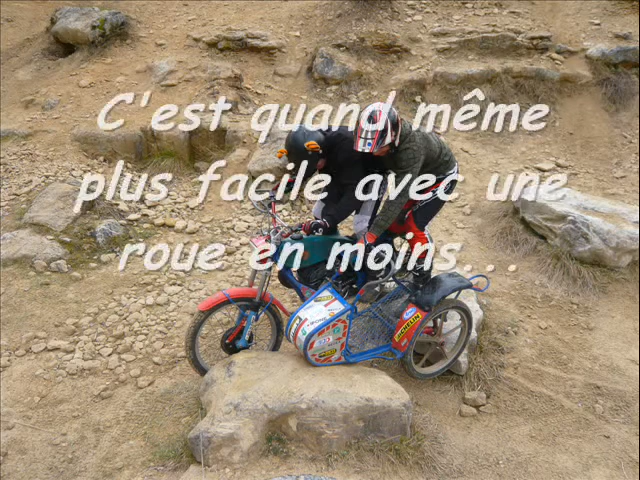 C'est quand même
plus facile avec une
roue en moins...